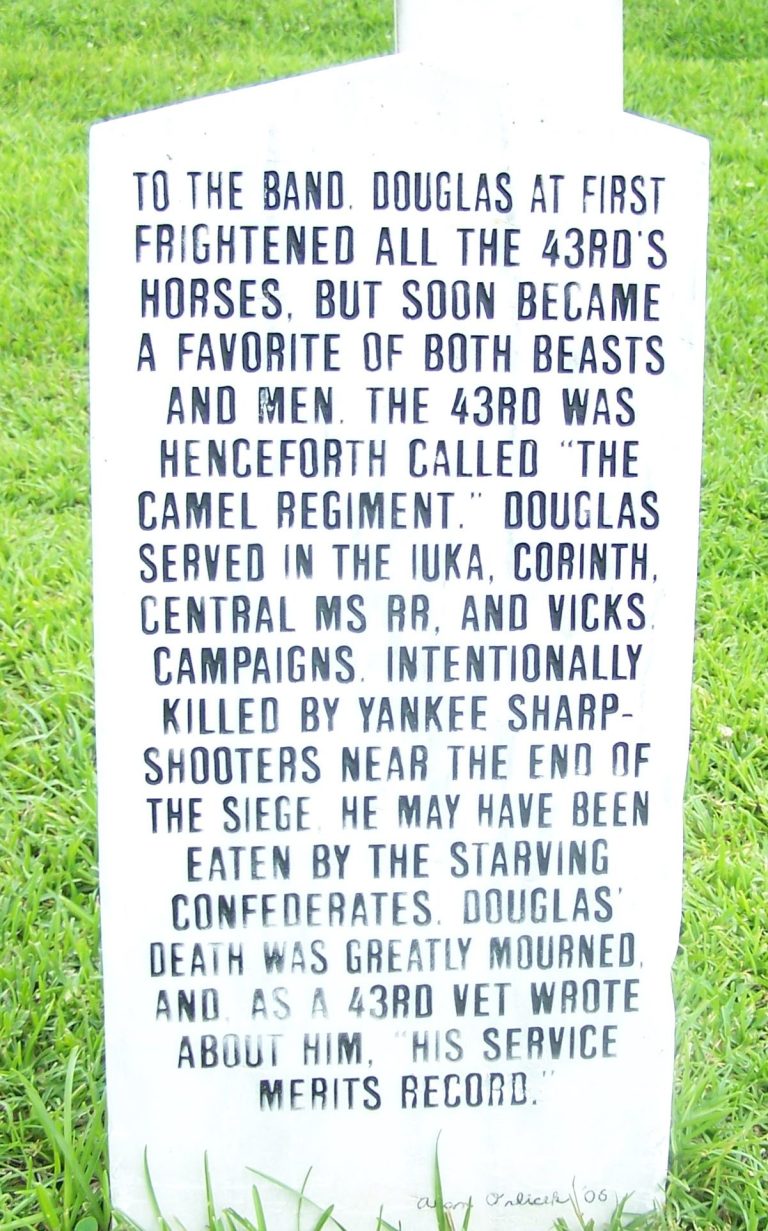 TO THE BAND. DOUGLAS AT FIRST
FRIGHTENED ALL THE 43RD'S
HORSES, BUT SOON BECAME
A FAVORITE OF BOTH BEASTS
AND MEN. THE 43RD WAS
HENCEFORTH CALLED "THE
CAMEL REGIMENT." DOUGLAS
SERVED IN THE IUKA, CORINTH,
CENTRAL MS RR, AND VICKS.
CAMPAIGNS. INTENTIONALLY
KILLED BY YANKEE SHARP-
SHOOTERS NEAR THE END OF
THE SIEGE. HE MAY HAVE BEEN
EATEN BY THE STARVING
CONFEDERATES. DOUGLAS'
DEATH WAS GREATLY MOURNED,
AND, AS A 43RD VET WROTE
ABOUT HIM, "HIS SERVICE
MERITS RECORD."